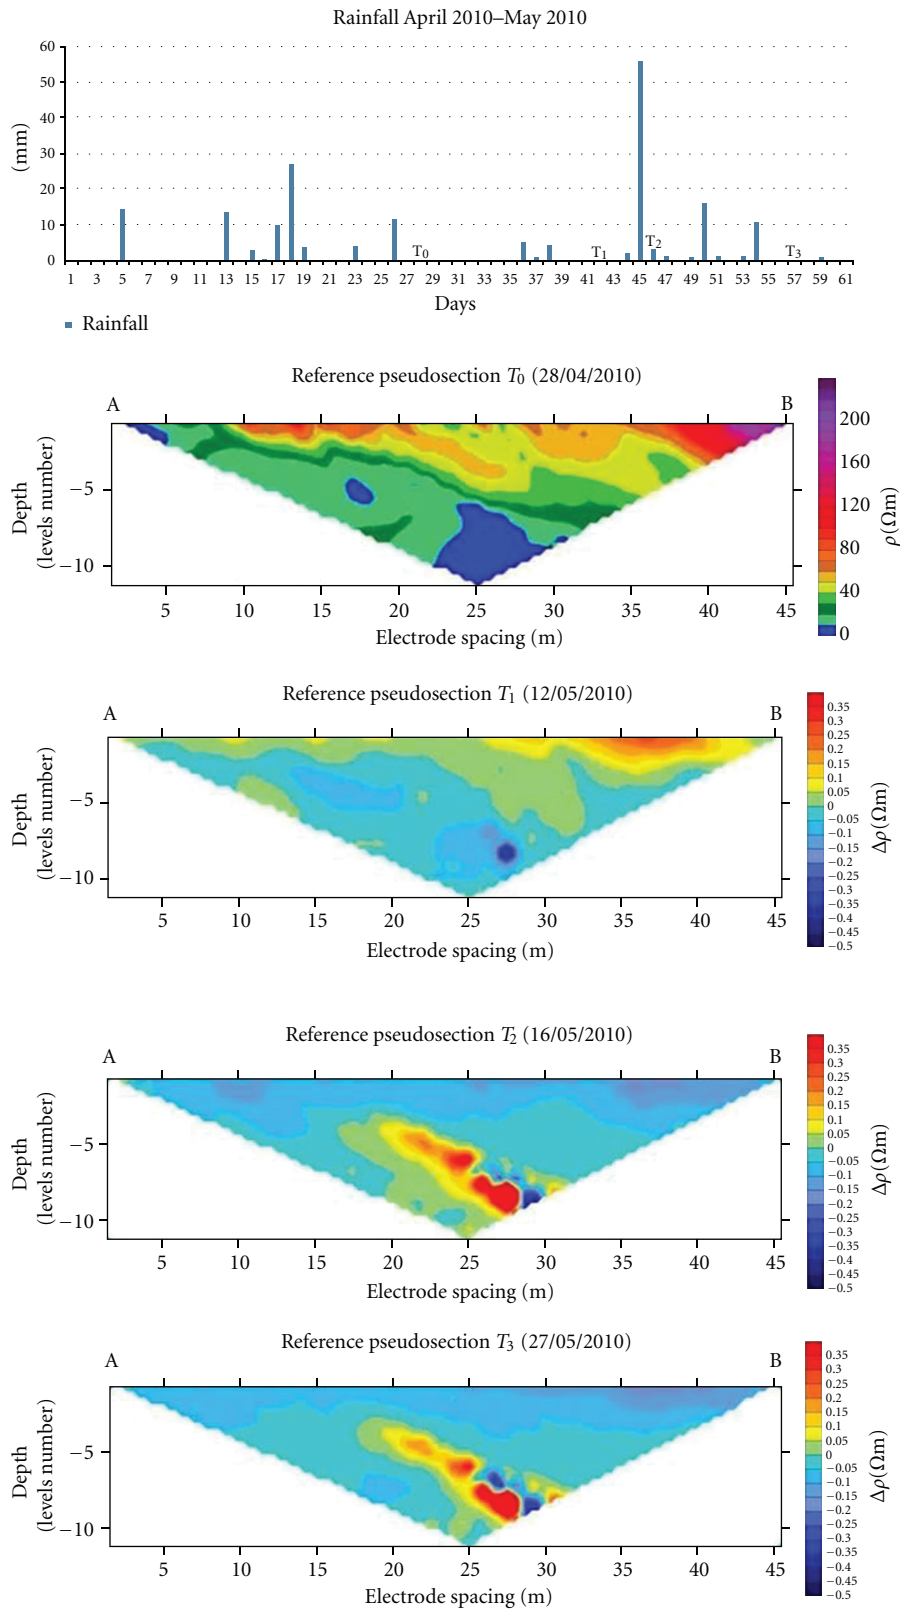 Rainfall April 2010–May 2010
60
50
40
30
20
10
0
(mm)
T0
T1
T2
T3
1 3 5 7 9 11 13 15 17 19 21 23 25 27 29 31 33 35 37 39 41 43 45 47 49 51 53 55 57 59 61
Days
Rainfall
Reference pseudosection T0 (28/04/2010)
A B
Depth
(levels number)
−5
−10
5 10 15 20 25 30 35 40 45
Electrode spacing (m)
200
160
120
80
40
0
ρ(Ωm)
Reference pseudosection T1 (12/05/2010)
A B
Depth
(levels number)
−5
−10
5 10 15 20 25 30 35 40 45
Electrode spacing (m)
0.35
0.3
0.25
0.2
0.15
0.1
0.05
0
−0.05
−0.1
−0.15
−0.2
−0.25
−0.3
−0.35
−0.4
−0.45
−0.5
Δρ(Ωm)
Reference pseudosection T2 (16/05/2010)
A B
Depth
(levels number)
−5
−10
5 10 15 20 25 30 35 40 45
Electrode spacing (m)
0.35
0.3
0.25
0.2
0.15
0.1
0.05
0
−0.05
−0.1
−0.15
−0.2
−0.25
−0.3
−0.35
−0.4
−0.45
−0.5
Δρ(Ωm)
Reference pseudosection T3 (27/05/2010)
A B
Depth
(levels number)
−5
−10
5 10 15 20 25 30 35 40 45
Electrode spacing (m)
0.35
0.3
0.25
0.2
0.15
0.1
0.05
0
−0.05
−0.1
−0.15
−0.2
−0.25
−0.3
−0.35
−0.4
−0.45
−0.5
Δρ(Ωm)